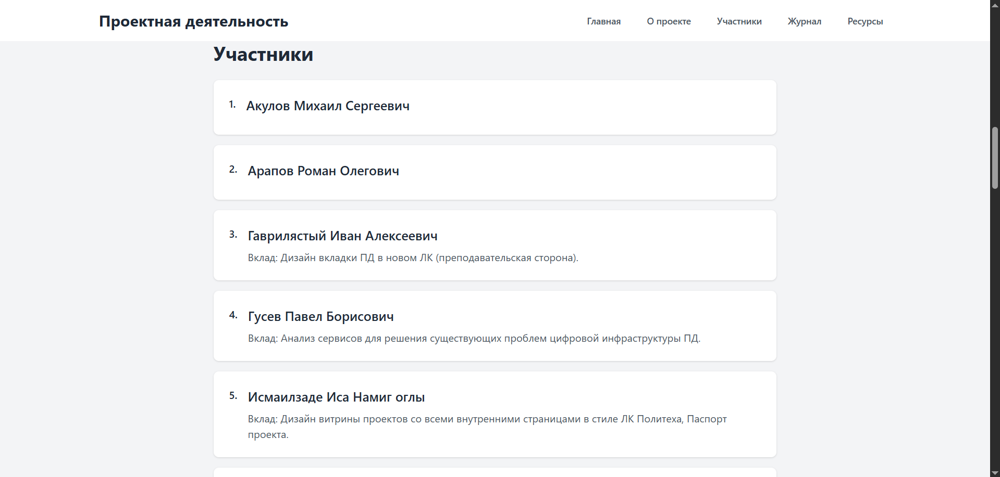 Проектная деятельность
Главная
О проекте
Участники
Журнал
Ресурсы
Участники
1. Акулов Михаил Сергеевич
2. Арапов Роман Олегович
3. Гаврилястый Иван Алексеевич
Вклад: Дизайн вкладки ПД в новом ЛК (преподавательская сторона).
4. Гусев Павел Борисович
Вклад: Анализ сервисов для решения существующих проблем цифровой инфраструктуры ПД.
5. Исмаилзаде Иса Намиг оглы
Вклад: Дизайн витрины проектов со всеми внутренними страницами в стиле ЛК Политеха, Паспорт
проекта.